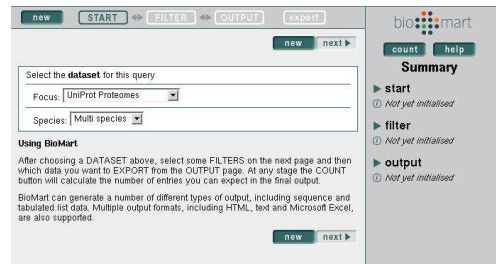 new START FILTER OUTPUT export
new next
Select the dataset for this query
Focus: UniProt Proteomes
Species: Multi species
Using BioMart
After choosing a DATASET above, select some FILTERS on the next page and then
which data you want to EXPORT from the OUTPUT page. At any stage the COUNT
button will calculate the number of entries you can expect in the final output.
BioMart can generate a number of different types of output, including sequence and
tabulated list data. Multiple output formats, including HTML, text and Microsoft Excel,
are also supported.
new next
bio mart
count help
Summary
start
Not yet initialised
filter
Not yet initialised
output
Not yet initialised